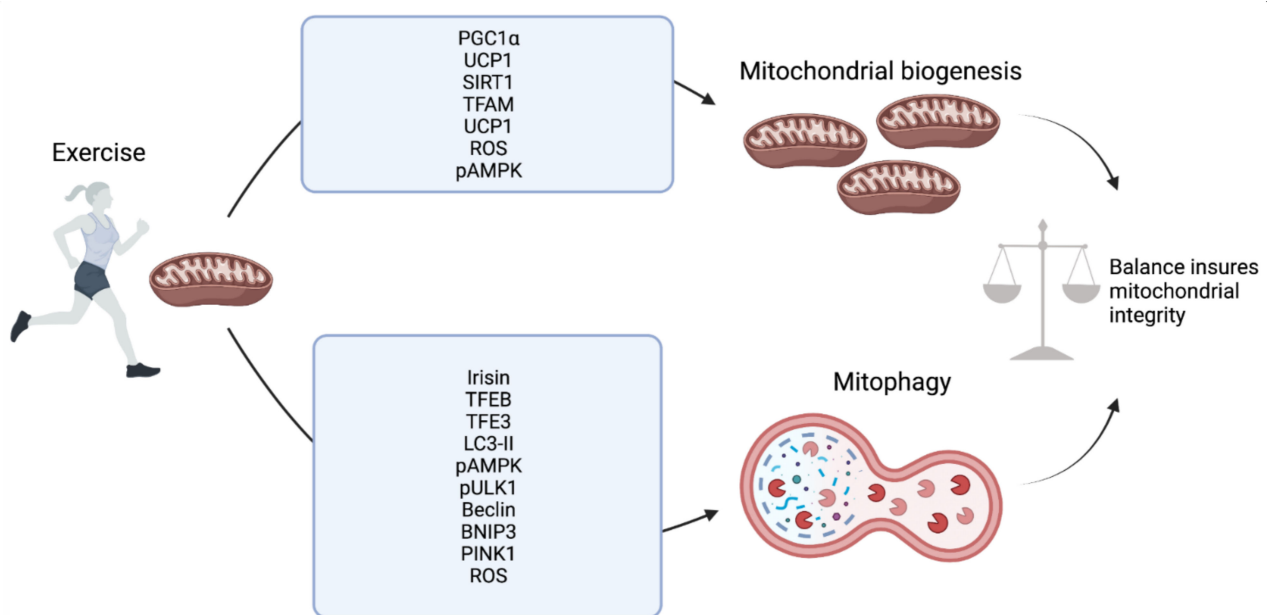 Exercise
PGC1α
UCP1
SIRT1
TFAM
UCP1
ROS
pAMPK
Mitochondrial biogenesis
Irisin
TFEB
TFE3
LC3-II
pAMPK
pULK1
Beclin
BNIP3
PINK1
ROS
Mitophagy
Balance insures
mitochondrial
integrity